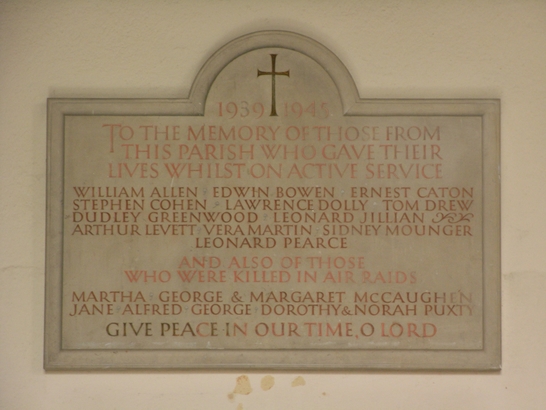 1939 1945
TO THE MEMORY OF THOSE FROM
THIS PARISH WHO GAVE THEIR
LIVES WHILST ON ACTIVE SERVICE
WILLIAM ALLEN · EDWIN BOWEN · ERNEST CATON
STEPHEN COHEN · LAWRENCE DOLLY · TOM DREW
DUDLEY GREENWOOD · LEONARD JILLIAN
ARTHUR LEVETT · VERA MARTIN · SIDNEY MOUNGER
LEONARD PEARCE
AND ALSO OF THOSE
WHO WERE KILLED IN AIR RAIDS
MARTHA · GEORGE & MARGARET McCAUGHEN
JANE ALFRED GEORGE DOROTHY & NORAH PUXTY
GIVE PEACE IN OUR TIME, O LORD